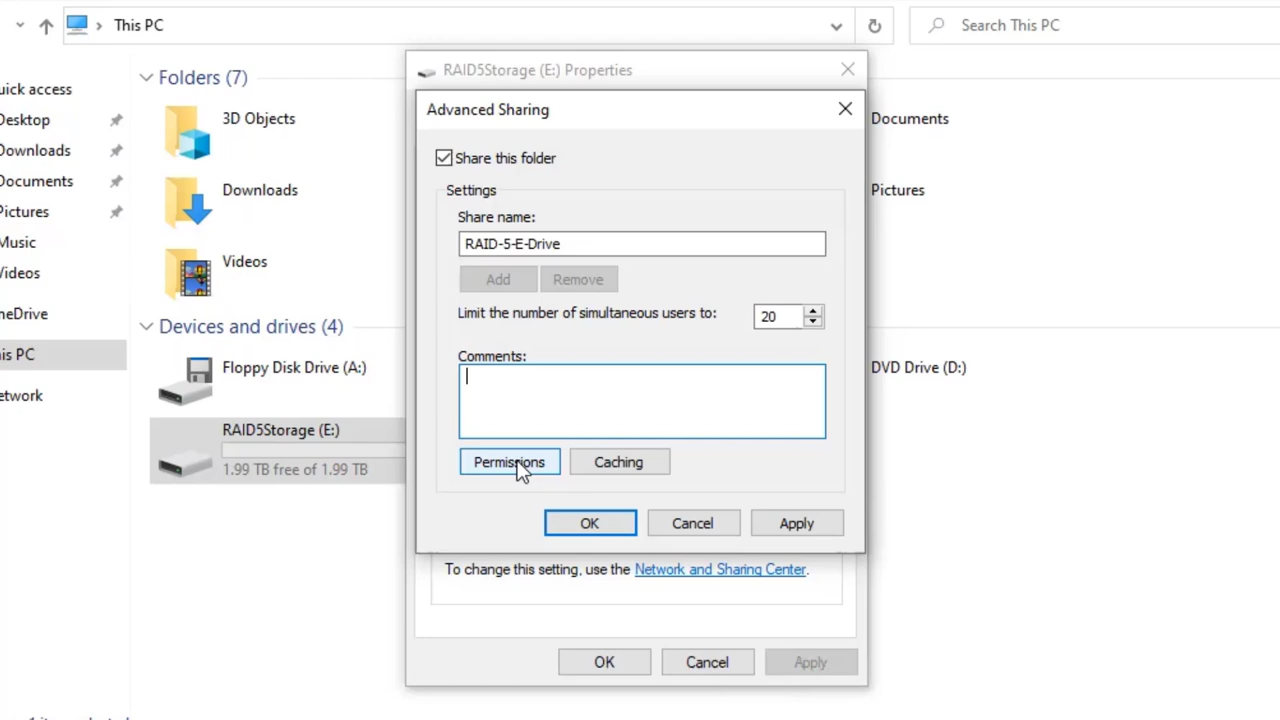 This PC
Search This PC
RAID5Storage (E:) Properties
Advanced Sharing
Share this folder
Settings
Share name:
RAID-5-E-Drive
Add
Remove
Limit the number of simultaneous users to:
20
Comments:
Permissions
Caching
OK
Cancel
Apply
To change this setting, use the Network and Sharing Center.
OK
Cancel
Apply
uick access
Desktop
Downloads
Documents
Pictures
Music
Videos
neDrive
is PC
etwork
Folders (7)
3D Objects
Downloads
Videos
Documents
Pictures
Devices and drives (4)
Floppy Disk Drive (A:)
DVD Drive (D:)
RAID5Storage (E:)
1.99 TB free of 1.99 TB